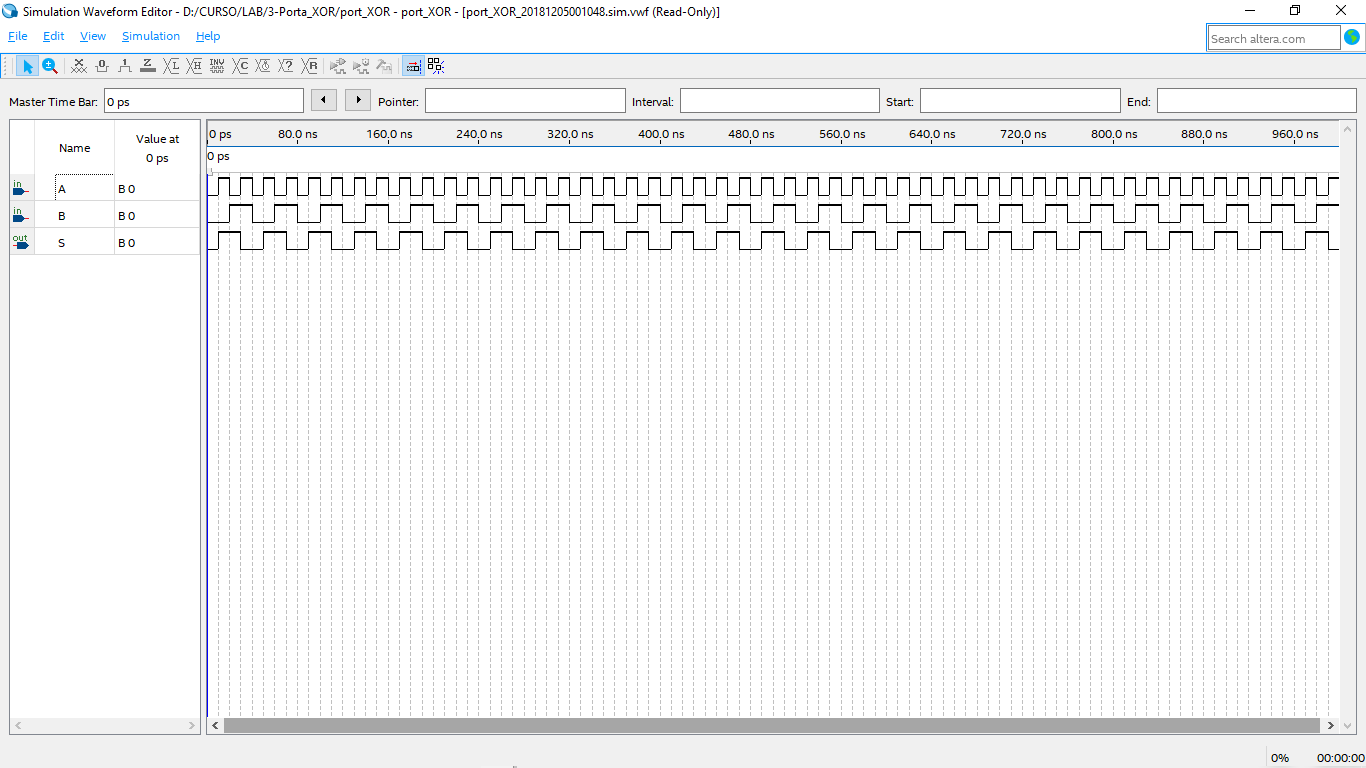 Simulation Waveform Editor - D:/CURSO/LAB/3-Porta_XOR/port_XOR - port_XOR - [port_XOR_20181205001048.sim.vwf (Read-Only)]
File Edit View Simulation Help
Search altera.com
Master Time Bar: 0 ps Pointer: Interval: Start: End:
Name Value at 0 ps
0 ps 80.0 ns 160.0 ns 240.0 ns 320.0 ns 400.0 ns 480.0 ns 560.0 ns 640.0 ns 720.0 ns 800.0 ns 880.0 ns 960.0 ns
0 ps
in A B 0
in B B 0
out S B 0
0% 00:00:00